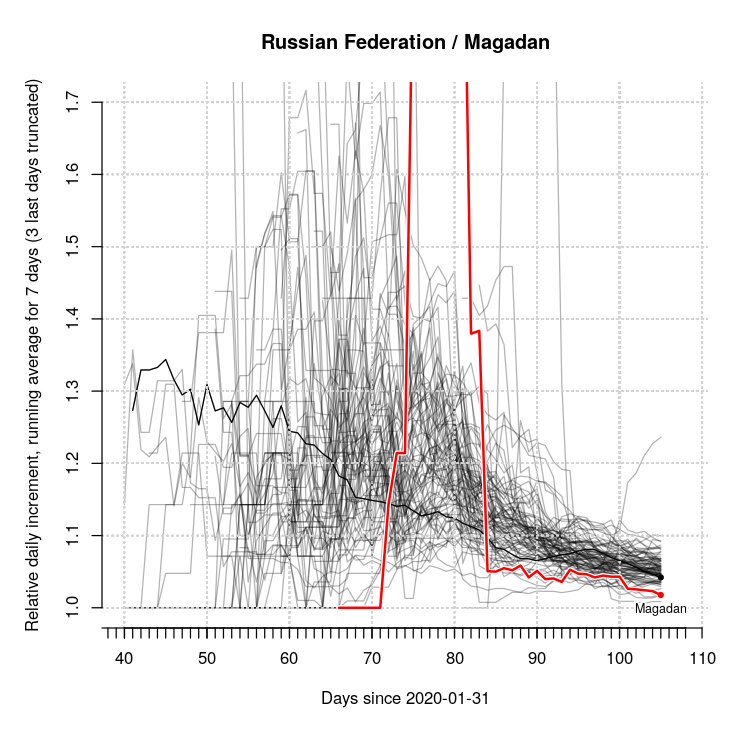 Russian Federation / Magadan
Relative daily increment, running average for 7 days (3 last days truncated)
1.7
1.6
1.5
1.4
1.3
1.2
1.1
1.0
Magadan
40 50 60 70 80 90 100 110
Days since 2020-01-31